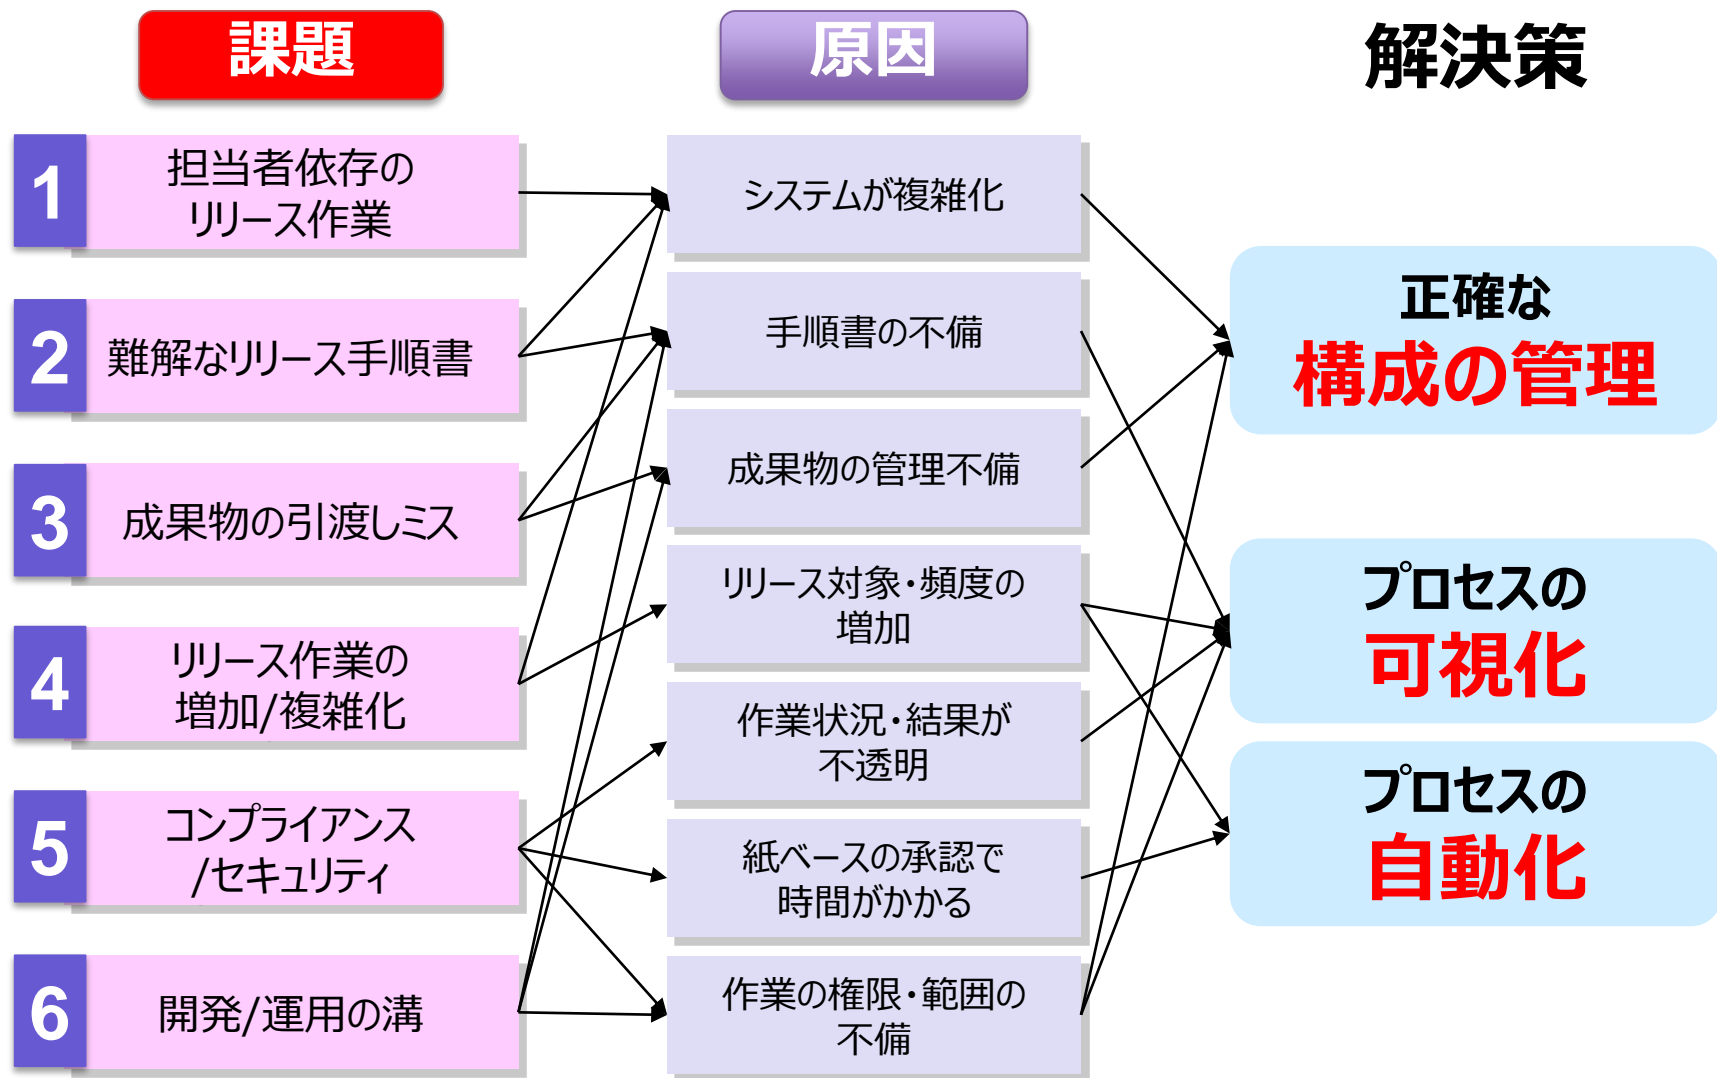 課題
原因
解決策
1
担当者依存の
リリース作業
2
難解なリリース手順書
3
成果物の引渡しミス
4
リリース作業の
増加/複雑化
5
コンプライアンス
/セキュリティ
6
開発/運用の溝
システムが複雑化
手順書の不備
成果物の管理不備
リリース対象・頻度の
増加
作業状況・結果が
不透明
紙ベースの承認で
時間がかかる
作業の権限・範囲の
不備
正確な
構成の管理
プロセスの
可視化
プロセスの
自動化